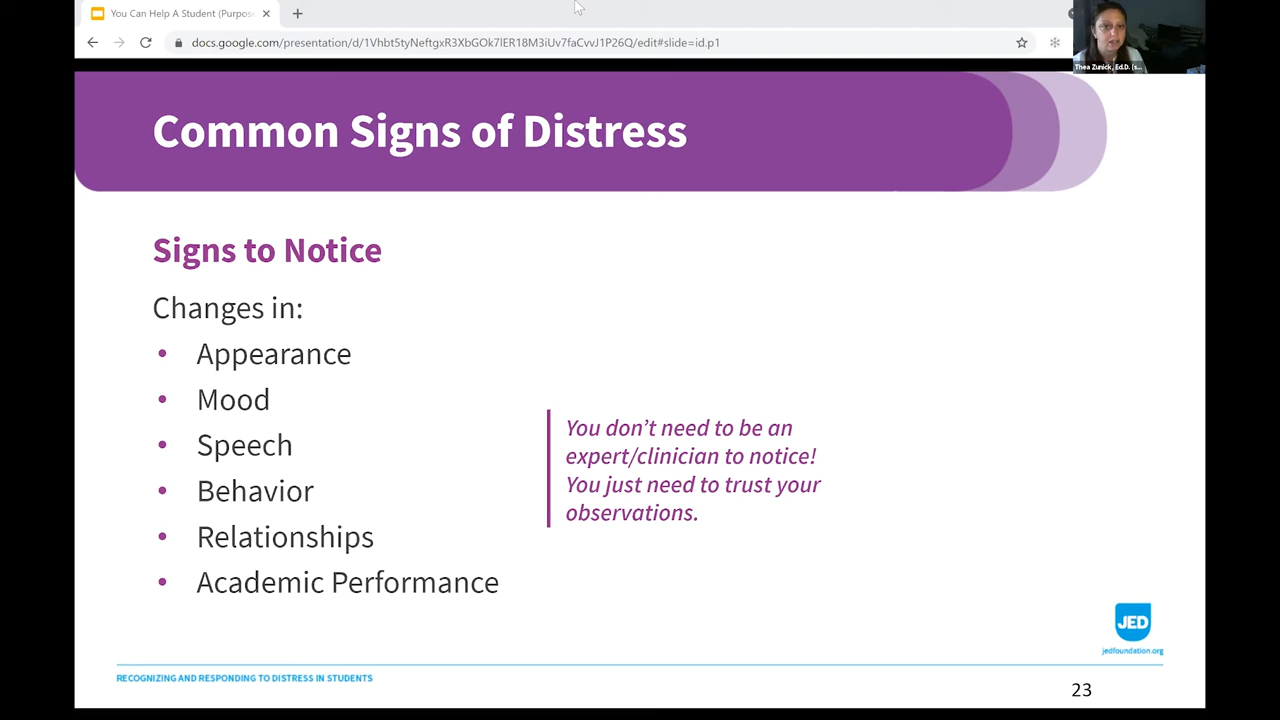 You Can Help A Student (Purpos
docs.google.com/presentation/d/1Vhbt5tyNeftgxR3XbGOk7lER18M3iUv7faCvvJ1P26Q/edit#slide=id.p1
Thea Zunick, Ed.D. (s...
Common Signs of Distress
Signs to Notice
Changes in:
• Appearance
• Mood
• Speech
• Behavior
• Relationships
• Academic Performance
You don’t need to be an
expert/clinician to notice!
You just need to trust your
observations.
JED
jedfoundation.org
RECOGNIZING AND RESPONDING TO DISTRESS IN STUDENTS
23